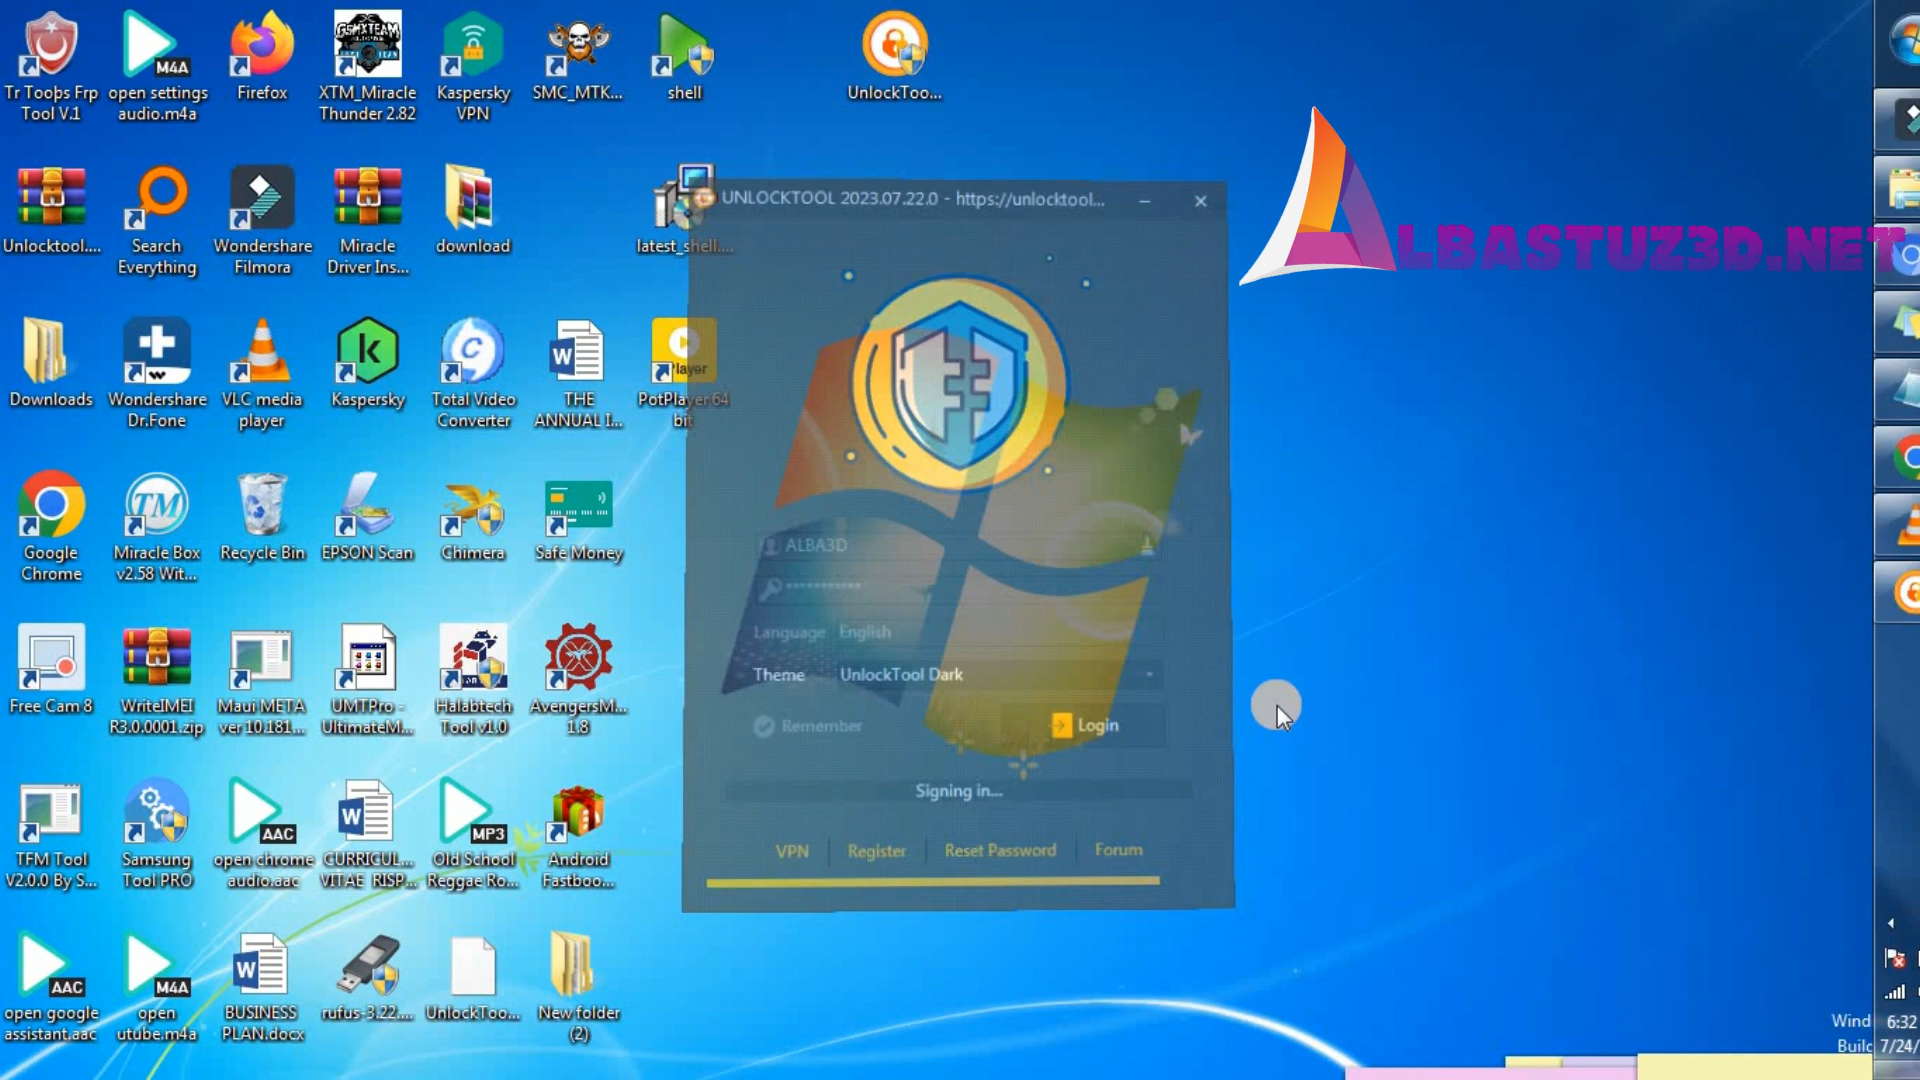 Tr Tooþs Frp
Tool V.1
M4A
open settings
audio.m4a
Firefox
XTM_Miracle
Thunder 2.82
Kaspersky
VPN
SMC_MTK...
shell
UnlockToo...
Unlocktool....
Search
Everything
Wondershare
Filmora
Miracle
Driver Ins...
download
latest_shell....
UNLOCKTOOL 2023.07.22.0 - https://unlocktool...
ALBASTUZ3D.NET
Downloads
Wondershare
Dr.Fone
VLC media
player
Kaspersky
Total Video
Converter
THE
ANNUAL I...
Player
PotPlayer 64
bit
Google
Chrome
TM
Miracle Box
v2.58 Wit...
Recycle Bin
EPSON Scan
Chimera
Safe Money
ALBA3D
Language English
Theme UnlockTool Dark
Remember
Login
Signing in...
VPN
Register
Reset Password
Forum
Free Cam 8
WriteIMEI
R3.0.0001.zip
Maui META
ver 10.181...
UMTPro -
UltimateM...
Halabtech
Tool v1.0
AvengersM...
1.8
TFM Tool
V2.0.0 By S...
Samsung
Tool PRO
AAC
open chrome
audio.aac
CURRICUL...
VITAE RISP...
MP3
Old School
Reggae Ro...
Android
Fastboo...
AAC
open google
assistant.aac
M4A
open
utube.m4a
BUSINESS
PLAN.docx
rufus-3.22....
UnlockToo...
New folder
(2)
Wind
6:32
Build
7/24/